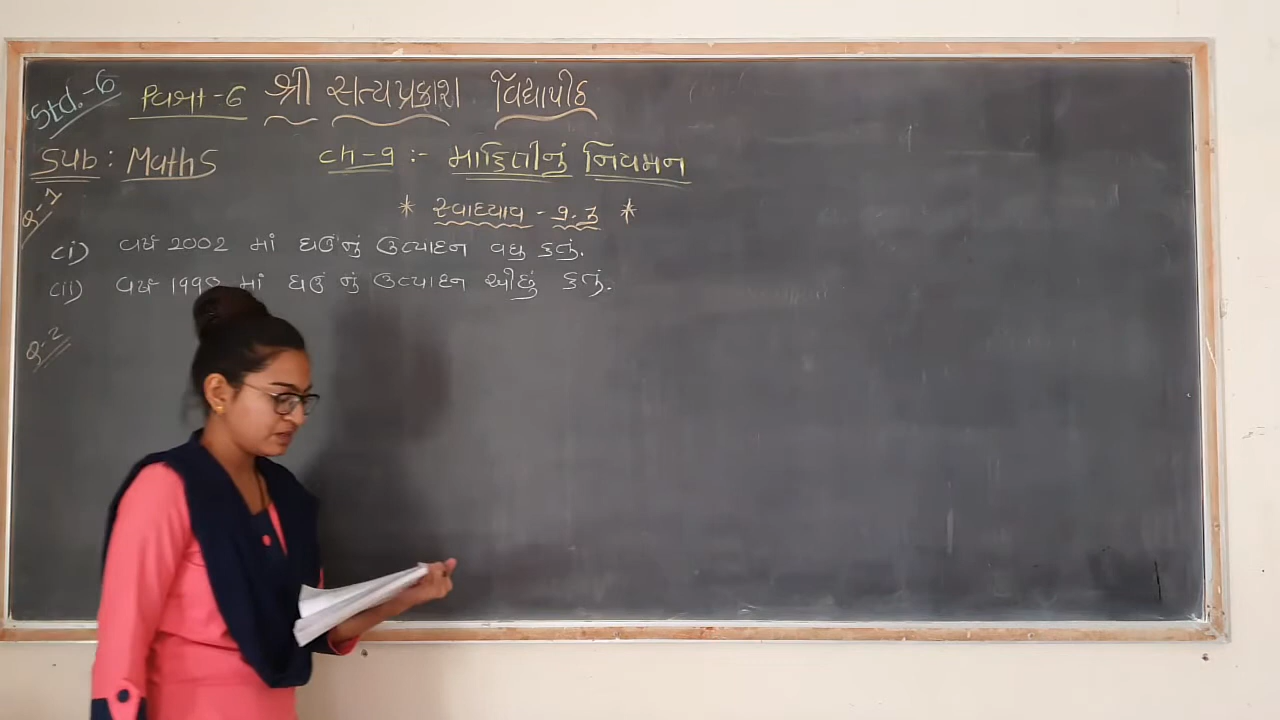 Std.-6 વિભાગ-6 શ્રી સત્યપ્રકાશ વિદ્યાપીઠ
Sub : Maths ch-9 :- માહિતીનું નિયમન
Q-1
* સ્વાધ્યાય - 9.3 *
(i) વર્ષ 2002 માં ઘઉંનું ઉત્પાદન વધુ હતું.
(ii) વર્ષ માં ઘઉં નું ઉત્પાદન ઓછું હતું.
Q-2